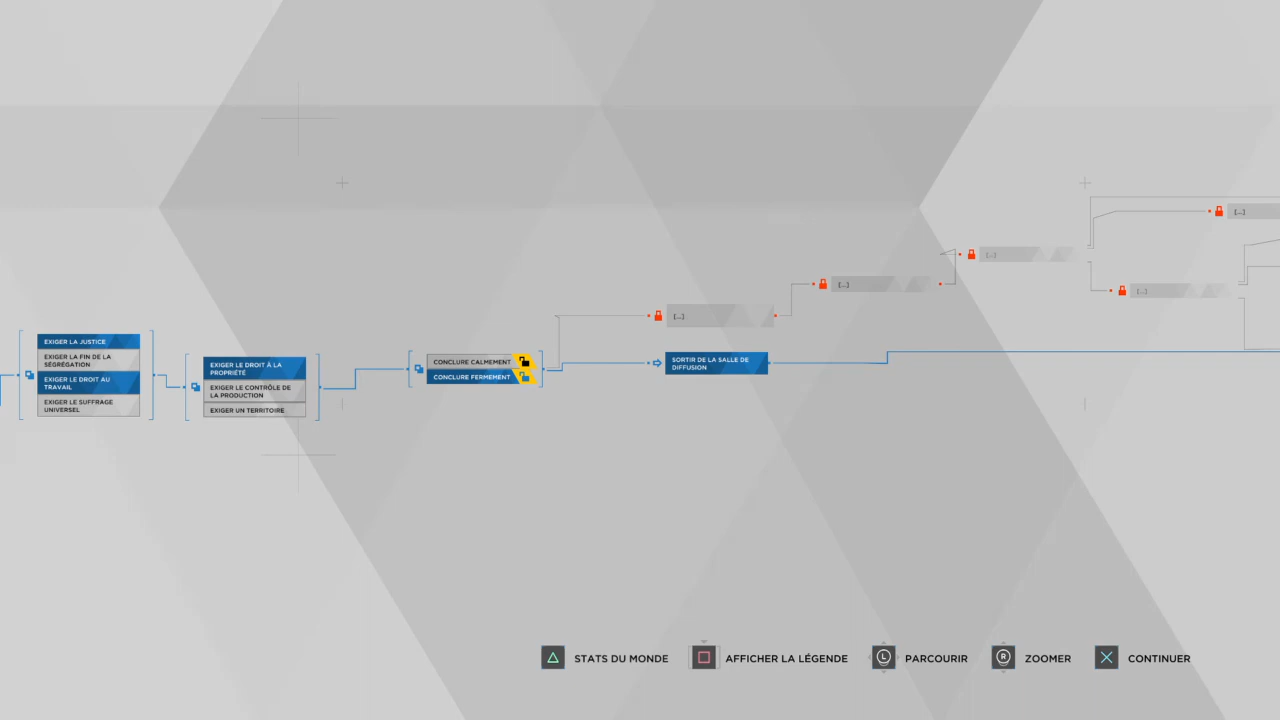 EXIGER LA JUSTICE
EXIGER LA FIN DE LA
SÉGRÉGATION
EXIGER LE DROIT AU
TRAVAIL
EXIGER LE SUFFRAGE
UNIVERSEL
EXIGER LE DROIT À LA
PROPRIÉTÉ
EXIGER LE CONTRÔLE DE
LA PRODUCTION
EXIGER UN TERRITOIRE
CONCLURE CALMEMENT
CONCLURE FERMEMENT
SORTIR DE LA SALLE DE
DIFFUSION
[...]
[...]
[...]
[...]
[...]
STATS DU MONDE
AFFICHER LA LÉGENDE
L
PARCOURIR
R
ZOOMER
CONTINUER